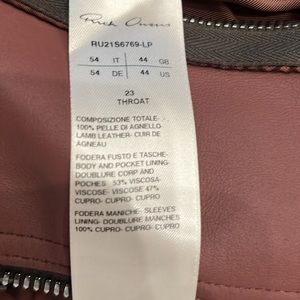 Rick Owens
RU21S6769-LP
54 IT 44 GB
54 DE 44 US
23
THROAT
COMPOSIZIONE TOTALE-
100% PELLE DI AGNELLO-
LAMB LEATHER- CUIR DE
AGNEAU
FODERA FUSTO E TASCHE-
BODY AND POCKET LINING-
DOUBLURE CORP AND
POCHES 53% VISCOSA-
VISCOSE- VISCOSE 47%
CUPRO- CUPRO- CUPRO
FODERA MANICHE- SLEEVES
LINING- DOUBLURE MANCHES
100% CUPRO- CUPRO- CUPRO